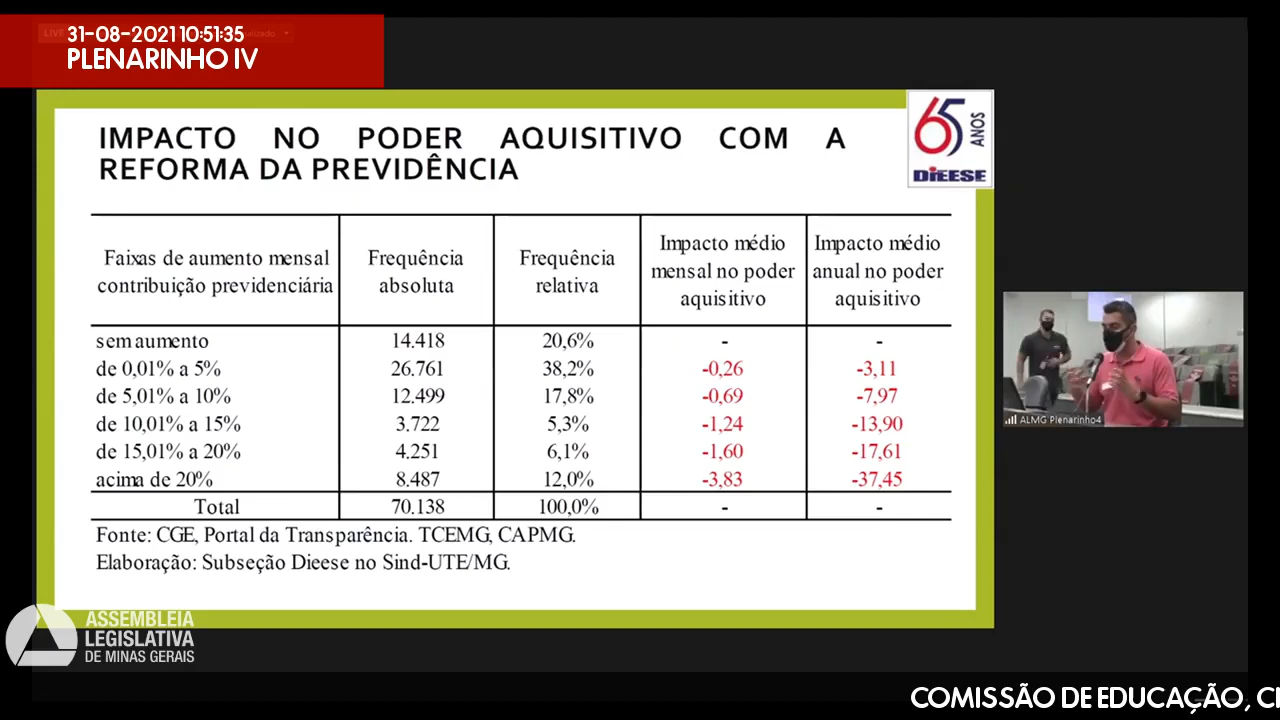 31-08-2021 10:51:35
PLENARINHO IV
LIVE
IMPACTO NO PODER AQUISITIVO COM A
REFORMA DA PREVIDÊNCIA
65 ANOS
DIEESE
Faixas de aumento mensal contribuição previdenciária | Frequência absoluta | Frequência relativa | Impacto médio mensal no poder aquisitivo | Impacto médio anual no poder aquisitivo
sem aumento 14.418 20,6% - -
de 0,01% a 5% 26.761 38,2% -0,26 -3,11
de 5,01% a 10% 12.499 17,8% -0,69 -7,97
de 10,01% a 15% 3.722 5,3% -1,24 -13,90
de 15,01% a 20% 4.251 6,1% -1,60 -17,61
acima de 20% 8.487 12,0% -3,83 -37,45
Total 70.138 100,0% - -
Fonte: CGE, Portal da Transparência. TCEMG, CAPMG.
Elaboração: Subseção Dieese no Sind-UTE/MG.
ALMG Plenarinho4
ASSEMBLEIA
LEGISLATIVA
DE MINAS GERAIS
COMISSÃO DE EDUCAÇÃO, CI